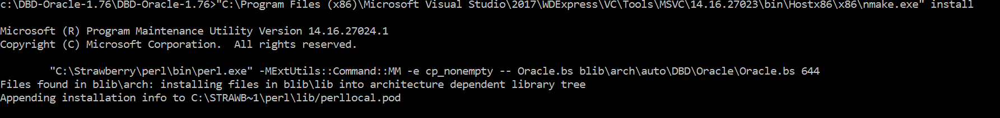 c:\DBD-Oracle-1.76\DBD-Oracle-1.76>"C:\Program Files (x86)\Microsoft Visual Studio\2017\WDExpress\VC\Tools\MSVC\14.16.27023\bin\Hostx86\x86\nmake.exe" install
Microsoft (R) Program Maintenance Utility Version 14.16.27024.1
Copyright (C) Microsoft Corporation.  All rights reserved.
"C:\Strawberry\perl\bin\perl.exe" -MExtUtils::Command::MM -e cp_nonempty -- Oracle.bs blib\arch\auto\DBD\Oracle\Oracle.bs 644
Files found in blib\arch: installing files in blib\lib into architecture dependent library tree
Appending installation info to C:\STRAWB~1\perl\lib/perllocal.pod